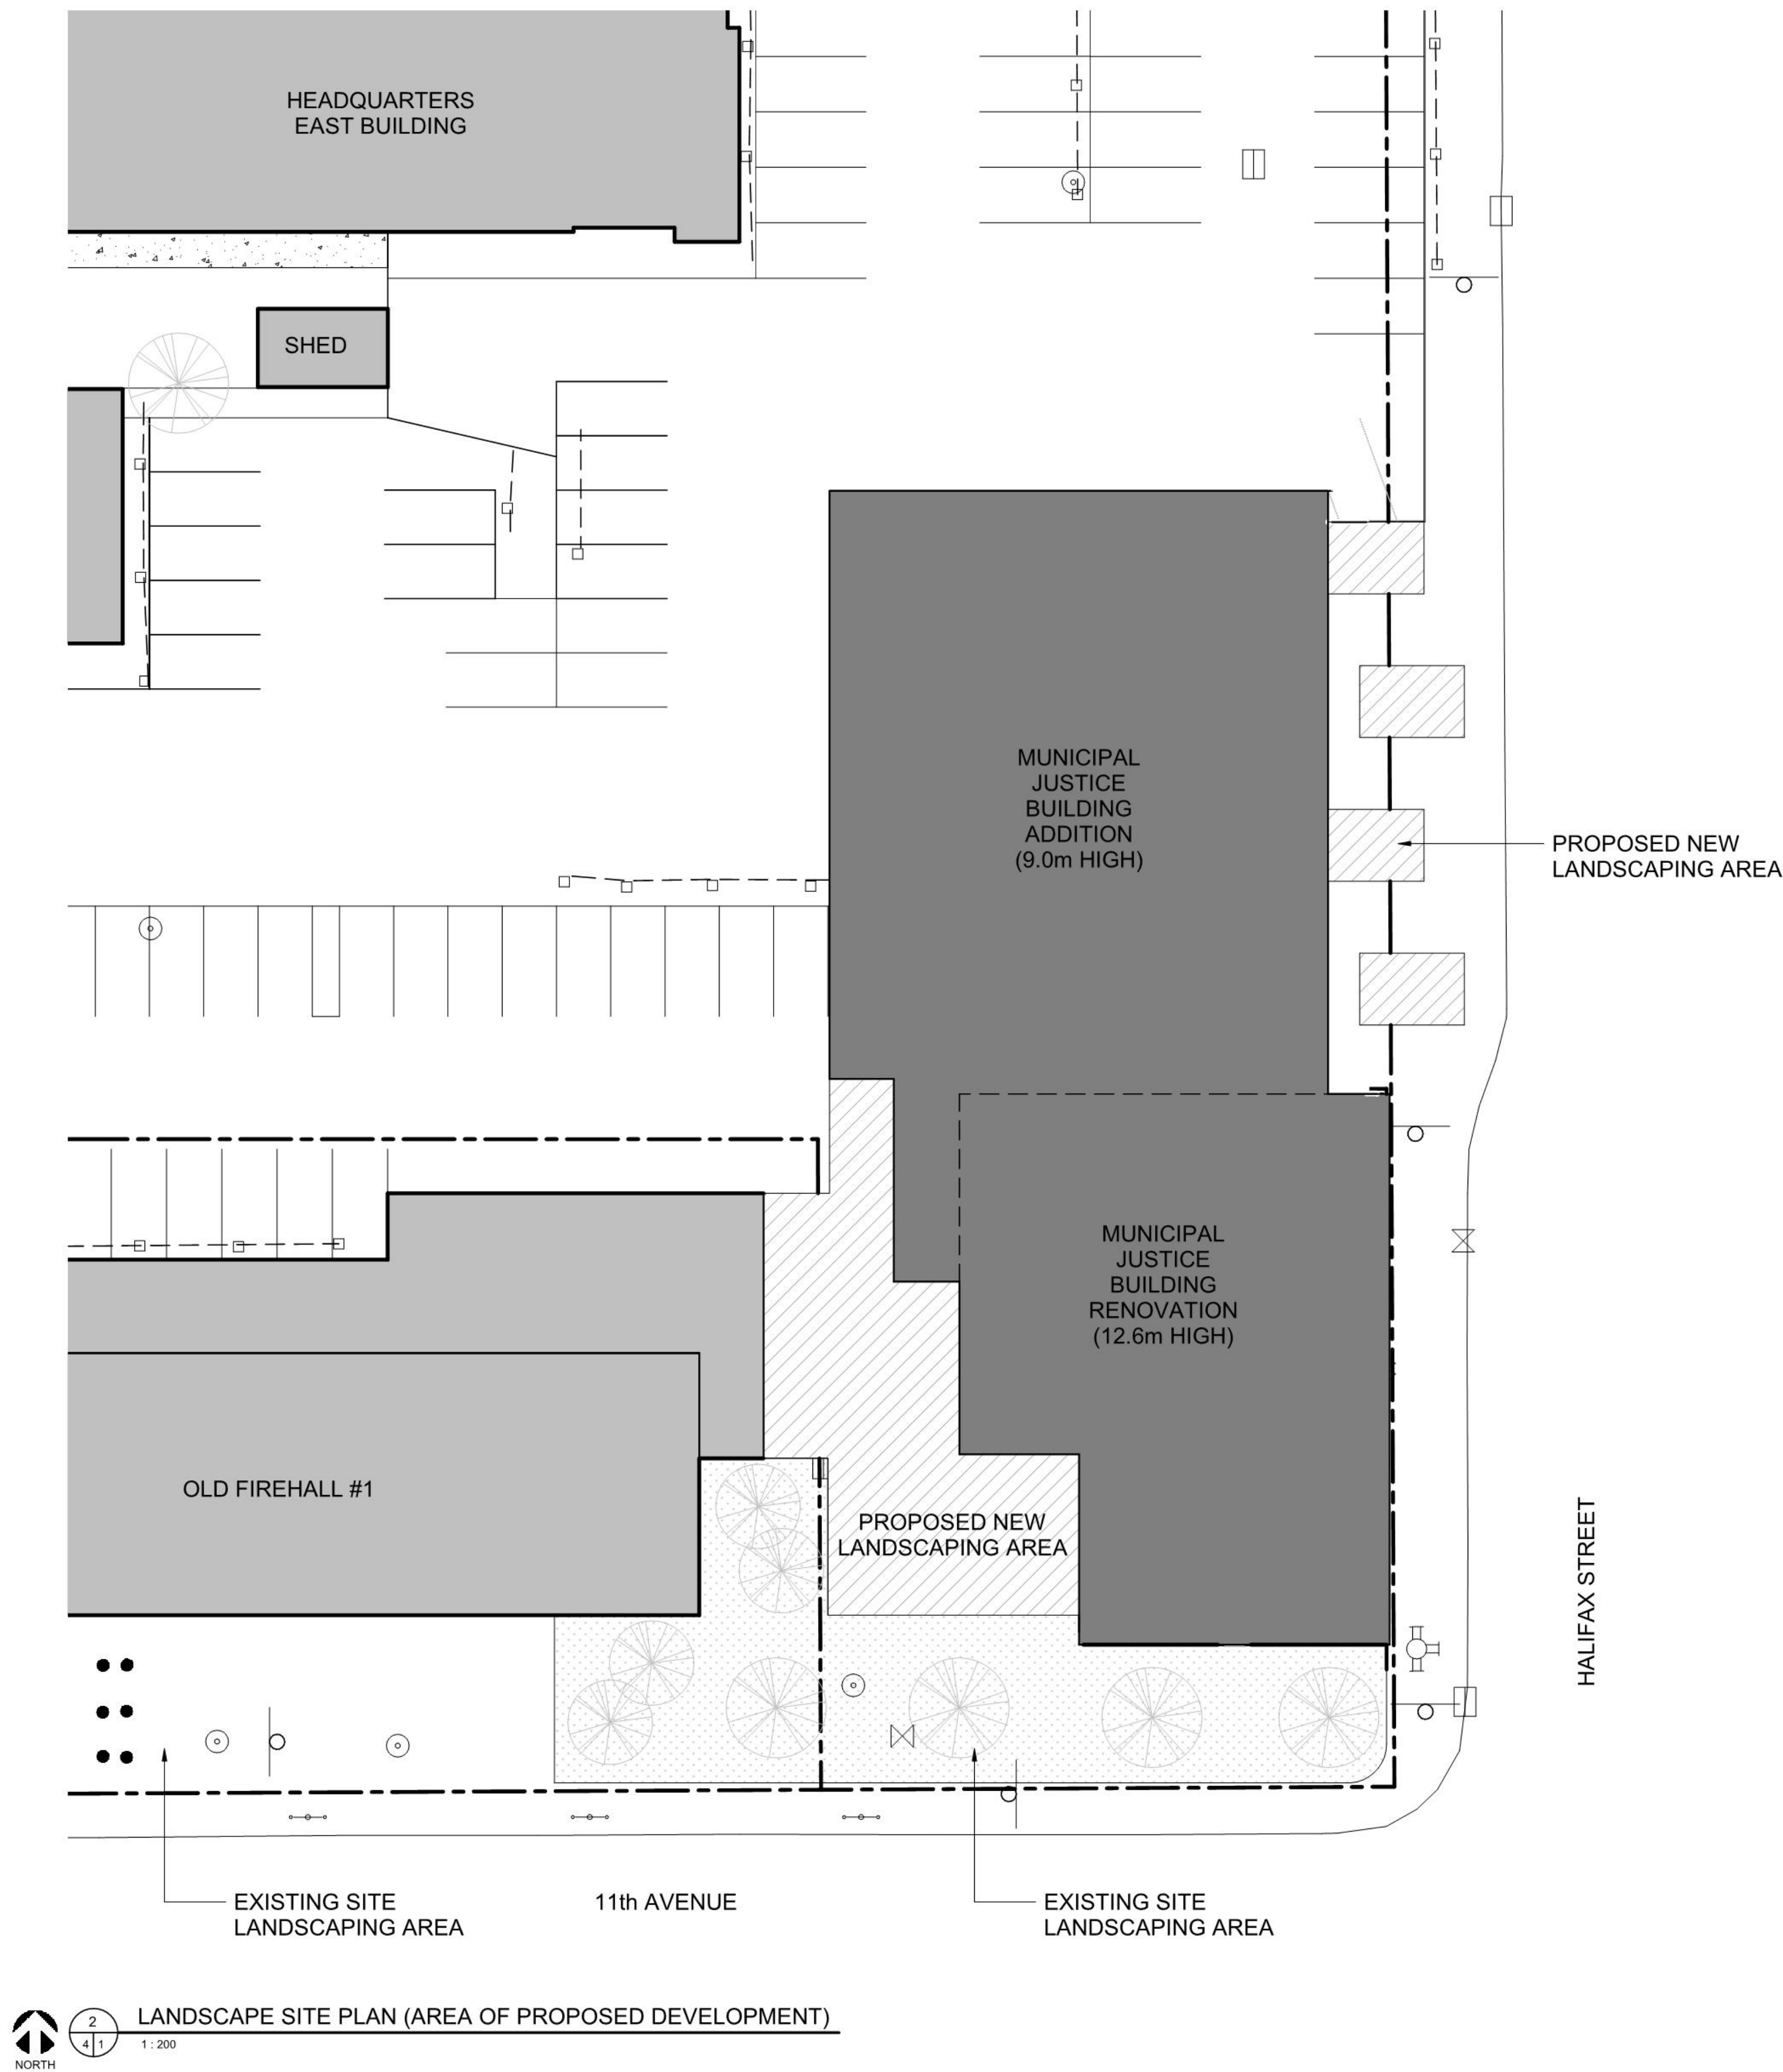 HEADQUARTERS
EAST BUILDING
SHED
MUNICIPAL
JUSTICE
BUILDING
ADDITION
(9.0m HIGH)
PROPOSED NEW
LANDSCAPING AREA
MUNICIPAL
JUSTICE
BUILDING
RENOVATION
(12.6m HIGH)
OLD FIREHALL #1
PROPOSED NEW
LANDSCAPING AREA
HALIFAX STREET
EXISTING SITE
LANDSCAPING AREA
11th AVENUE
EXISTING SITE
LANDSCAPING AREA
NORTH
2
4 1
LANDSCAPE SITE PLAN (AREA OF PROPOSED DEVELOPMENT)
1 : 200